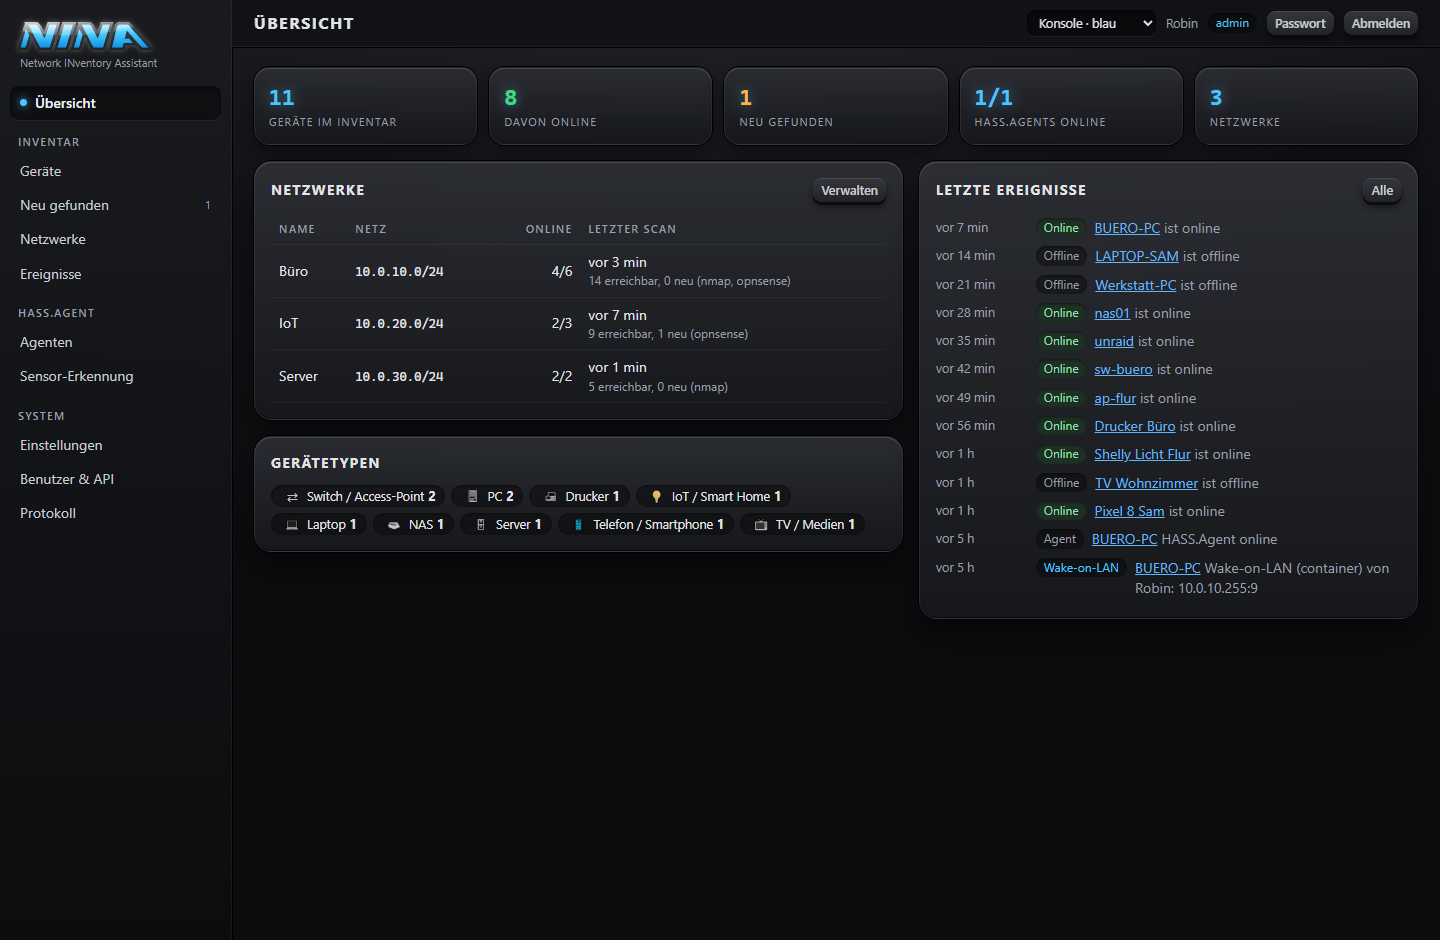 NINA
Network INventory Assistant
Übersicht
INVENTAR
Geräte
Neu gefunden 1
Netzwerke
Ereignisse
HASS.AGENT
Agenten
Sensor-Erkennung
SYSTEM
Einstellungen
Benutzer & API
Protokoll
ÜBERSICHT
Konsole · blau Robin admin Passwort Abmelden
11
GERÄTE IM INVENTAR
8
DAVON ONLINE
1
NEU GEFUNDEN
1/1
HASS.AGENTS ONLINE
3
NETZWERKE
NETZWERKE Verwalten
NAME NETZ ONLINE LETZTER SCAN
Büro 10.0.10.0/24 4/6 vor 3 min
14 erreichbar, 0 neu (nmap, opnsense)
IoT 10.0.20.0/24 2/3 vor 7 min
9 erreichbar, 1 neu (opnsense)
Server 10.0.30.0/24 2/2 vor 1 min
5 erreichbar, 0 neu (nmap)
GERÄTETYPEN
Switch / Access-Point 2 PC 2 Drucker 1 IoT / Smart Home 1
Laptop 1 NAS 1 Server 1 Telefon / Smartphone 1 TV / Medien 1
LETZTE EREIGNISSE Alle
vor 7 min Online BUERO-PC ist online
vor 14 min Offline LAPTOP-SAM ist offline
vor 21 min Offline Werkstatt-PC ist offline
vor 28 min Online nas01 ist online
vor 35 min Online unraid ist online
vor 42 min Online sw-buero ist online
vor 49 min Online ap-flur ist online
vor 56 min Online Drucker Büro ist online
vor 1 h Online Shelly Licht Flur ist online
vor 1 h Offline TV Wohnzimmer ist offline
vor 1 h Online Pixel 8 Sam ist online
vor 5 h Agent BUERO-PC HASS.Agent online
vor 5 h Wake-on-LAN BUERO-PC Wake-on-LAN (container) von
Robin: 10.0.10.255:9